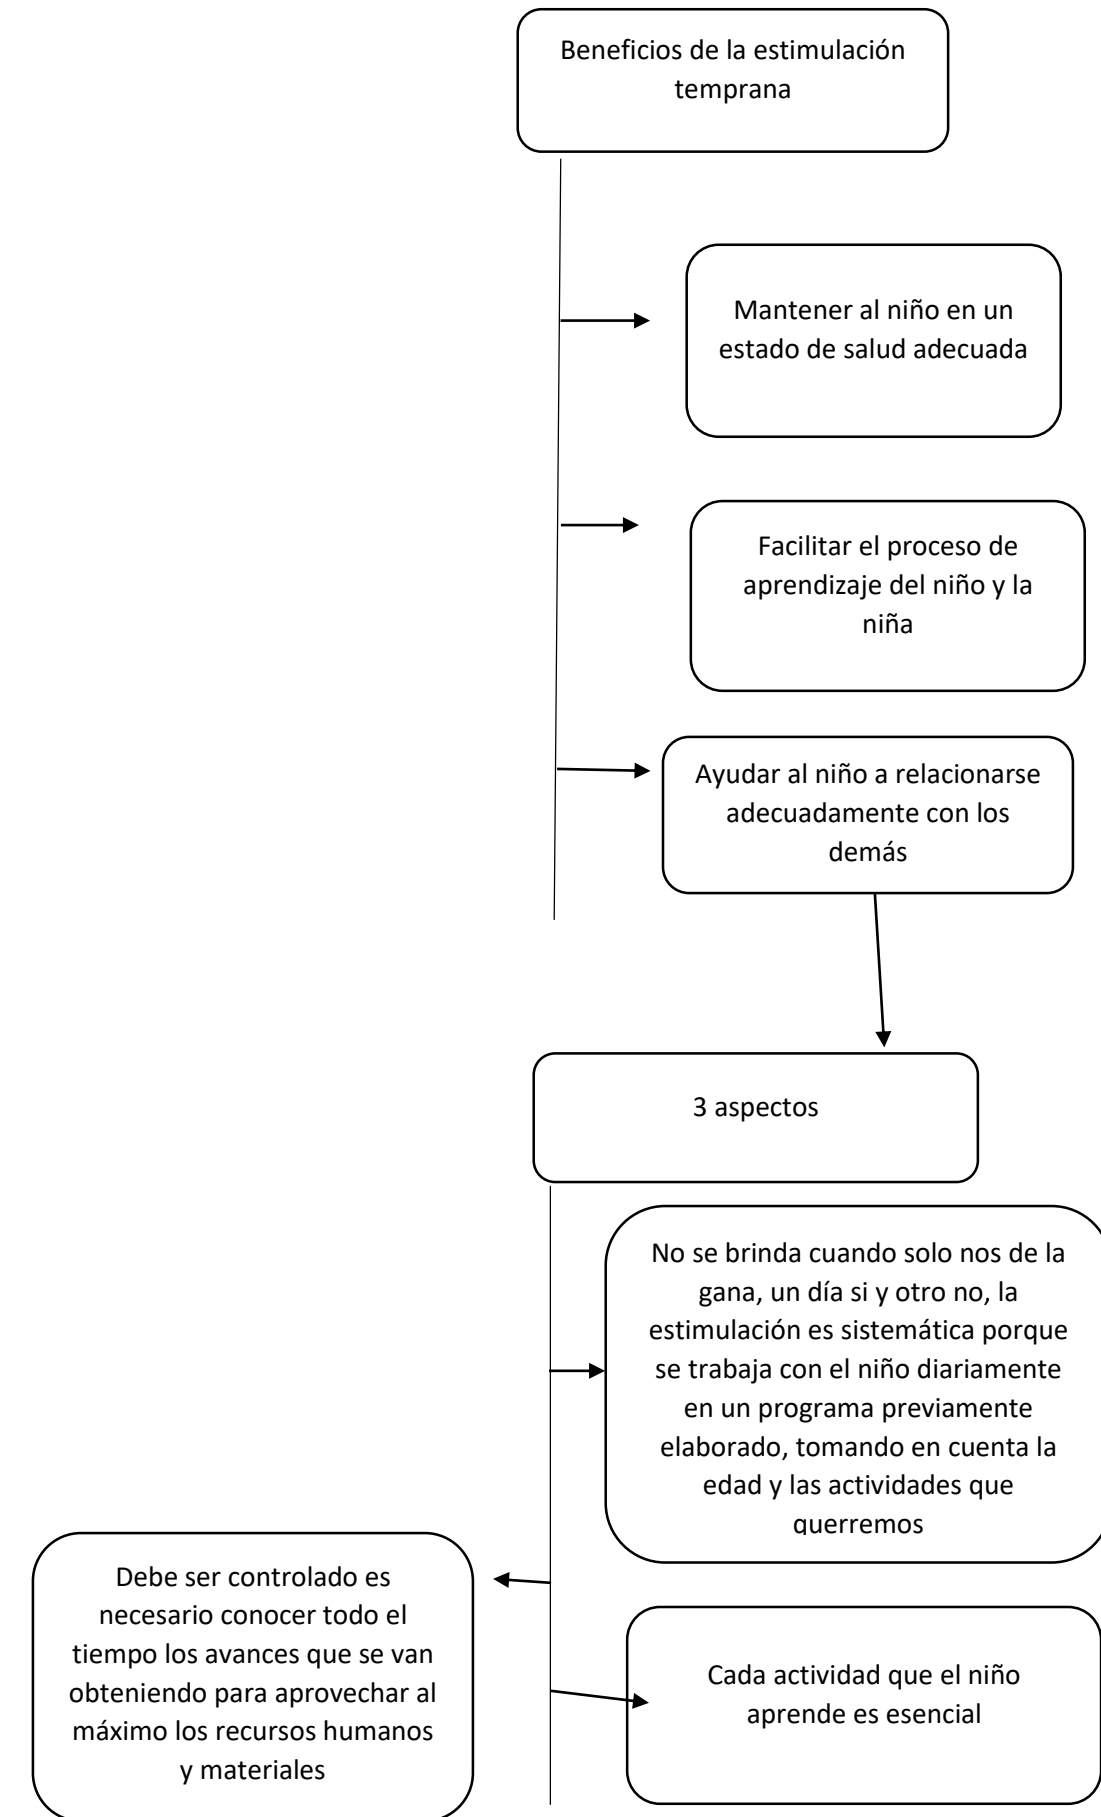 Beneficios de la estimulación
temprana
Mantener al niño en un
estado de salud adecuada
Facilitar el proceso de
aprendizaje del niño y la
niña
Ayudar al niño a relacionarse
adecuadamente con los
demás
3 aspectos
No se brinda cuando solo nos de la
gana, un día si y otro no, la
estimulación es sistemática porque
se trabaja con el niño diariamente
en un programa previamente
elaborado, tomando en cuenta la
edad y las actividades que
querremos
Debe ser controlado es
necesario conocer todo el
tiempo los avances que se van
obteniendo para aprovechar al
máximo los recursos humanos
y materiales
Cada actividad que el niño
aprende es esencial